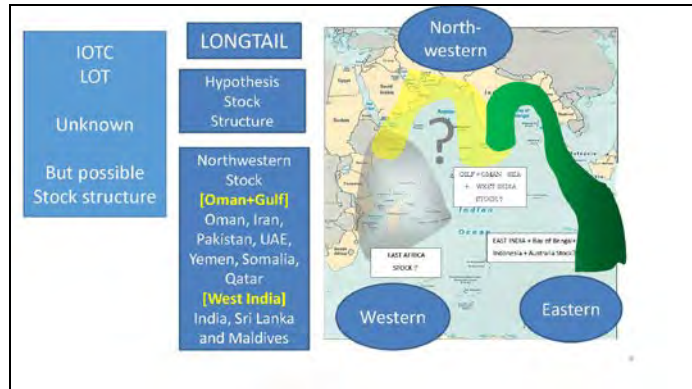 IOTC
LOT
Unknown
But possible
Stock structure
LONGTAIL
Hypothesis
Stock
Structure
Northwestern
Stock
[Oman+Gulf]
Oman, Iran,
Pakistan, UAE,
Yemen, Somalia,
Qatar
[West India]
India, Sri Lanka
and Maldives
North-
western
?
GULF+OMAN SEA
+ WEST INDIA
STOCK?
Indian
Ocean
EAST AFRICA
STOCK ?
EAST INDIA + Bay of Bengal+
Indonesia + Australia Stock?
Western
Eastern